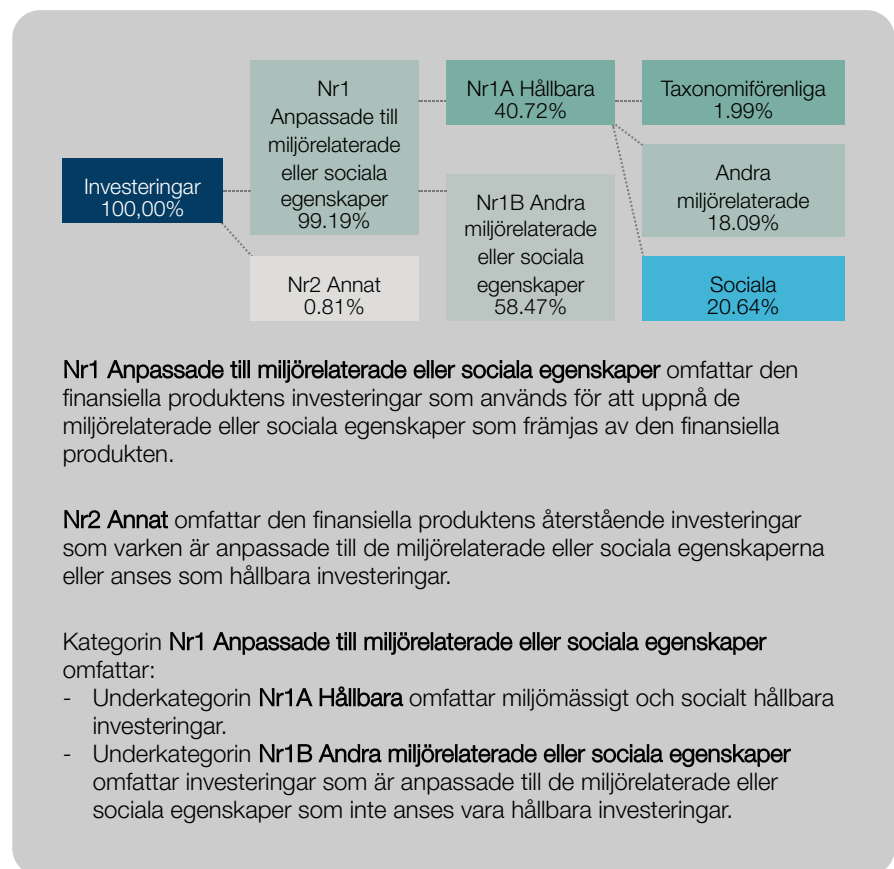 Investeringar
100,00%
Nr1
Anpassade till
miljörelaterade
eller sociala
egenskaper
99.19%
Nr2 Annat
0.81%
Nr1A Hållbara
40.72%
Nr1B Andra
miljörelaterade
eller sociala
egenskaper
58.47%
Taxonomiförenliga
1.99%
Andra
miljörelaterade
18.09%
Sociala
20.64%
Nr1 Anpassade till miljörelaterade eller sociala egenskaper omfattar den
finansiella produktens investeringar som används för att uppnå de
miljörelaterade eller sociala egenskaper som främjas av den finansiella
produkten.
Nr2 Annat omfattar den finansiella produktens återstående investeringar
som varken är anpassade till de miljörelaterade eller sociala egenskaperna
eller anses som hållbara investeringar.
Kategorin Nr1 Anpassade till miljörelaterade eller sociala egenskaper
omfattar:
- Underkategorin Nr1A Hållbara omfattar miljömässigt och socialt hållbara
investeringar.
- Underkategorin Nr1B Andra miljörelaterade eller sociala egenskaper
omfattar investeringar som är anpassade till de miljörelaterade eller
sociala egenskaper som inte anses vara hållbara investeringar.